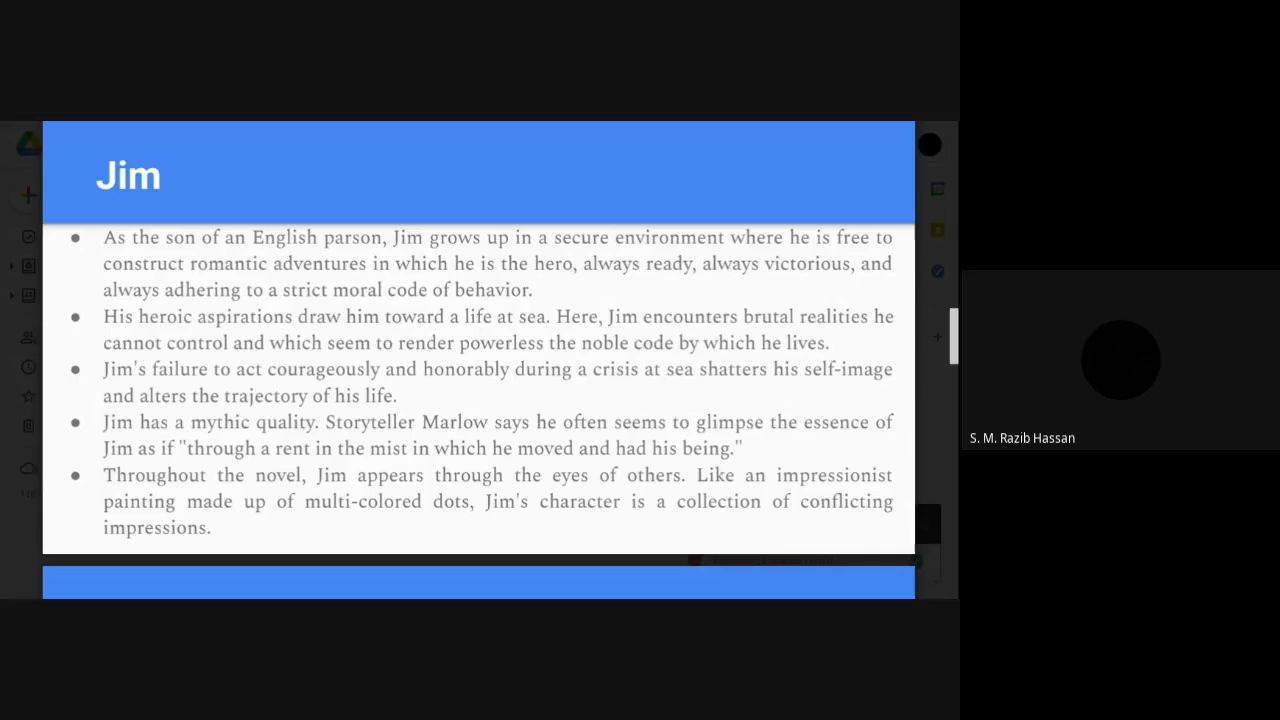 Jim
● As the son of an English parson, Jim grows up in a secure environment where he is free to
construct romantic adventures in which he is the hero, always ready, always victorious, and
always adhering to a strict moral code of behavior.
● His heroic aspirations draw him toward a life at sea. Here, Jim encounters brutal realities he
cannot control and which seem to render powerless the noble code by which he lives.
● Jim's failure to act courageously and honorably during a crisis at sea shatters his self-image
and alters the trajectory of his life.
● Jim has a mythic quality. Storyteller Marlow says he often seems to glimpse the essence of
Jim as if "through a rent in the mist in which he moved and had his being."
● Throughout the novel, Jim appears through the eyes of others. Like an impressionist
painting made up of multi-colored dots, Jim's character is a collection of conflicting
impressions.
S. M. Razib Hassan